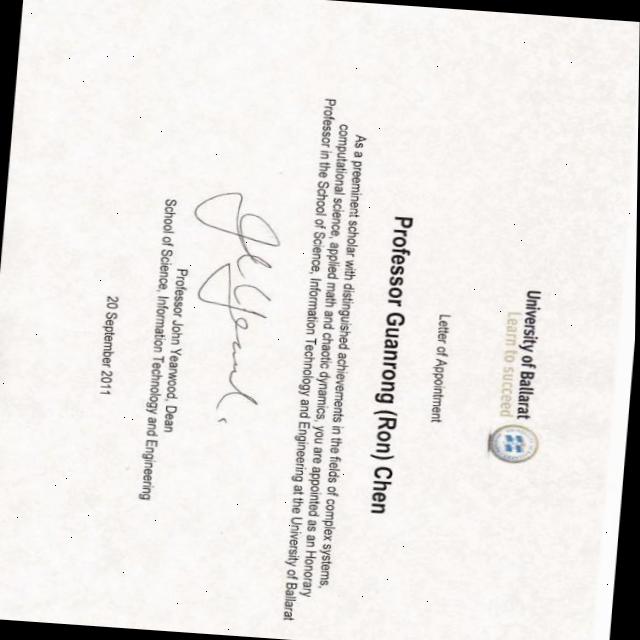 University of Ballarat
Learn to succeed
Letter of Appointment
Professor Guanrong (Ron) Chen
As a preeminent scholar with distinguished achievements in the fields of complex systems,
computational science, applied math and chaotic dynamics, you are appointed as an Honorary
Professor in the School of Science, Information Technology and Engineering at the University of Ballarat
Professor John Yearwood, Dean
School of Science, Information Technology and Engineering
20 September 2011